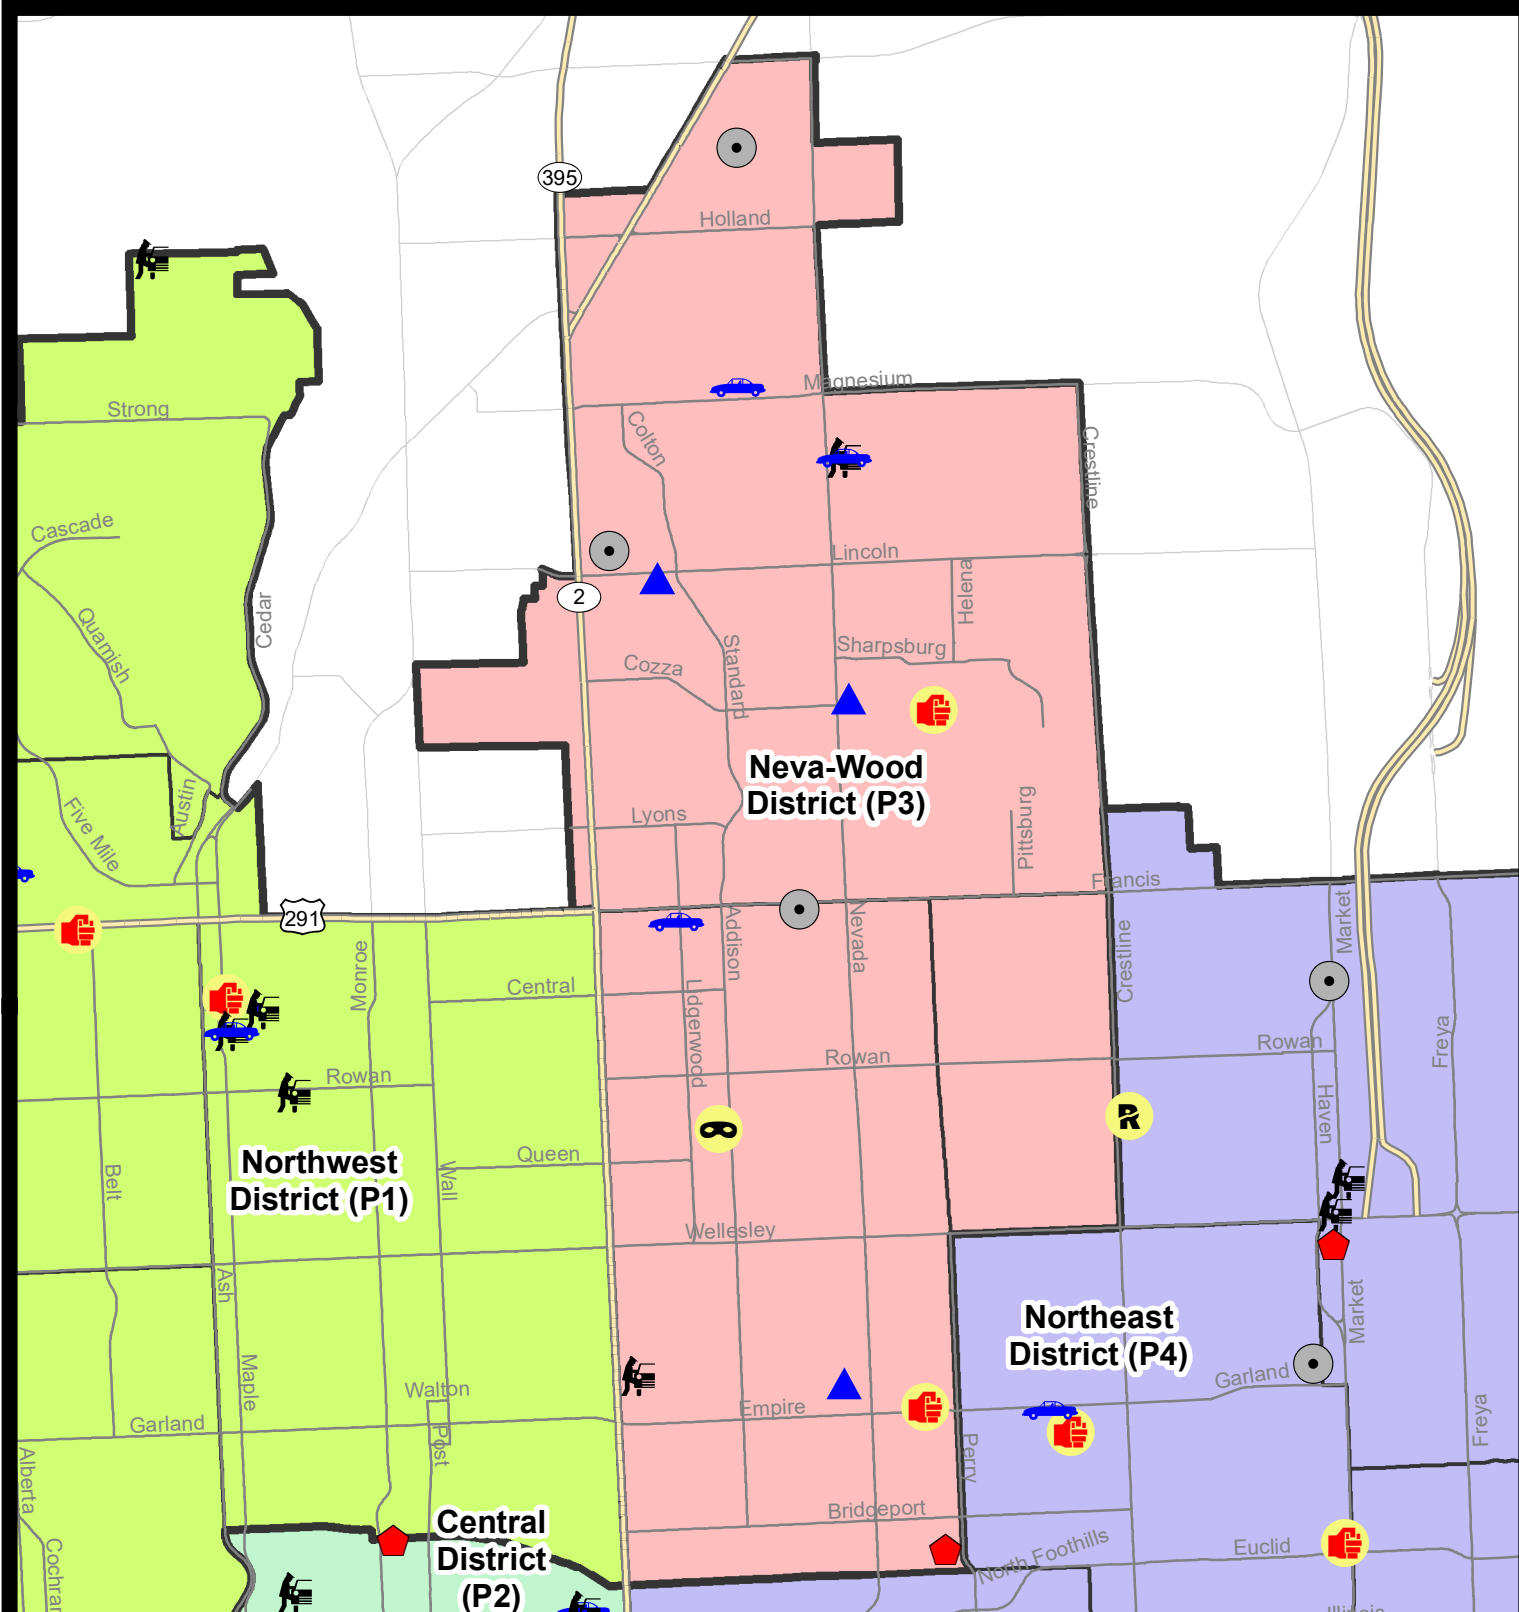 395
Holland
Magnesium
Strong
Colton
Crestline
Cascade
Lincoln
Helena
2
Cedar
Quamish
Standard
Sharpsburg
Cozza
Neva-Wood
District (P3)
Austin
Five Mile
Lyons
Pittsburg
Francis
291
Market
Addison
Nevada
Monroe
Crestline
Central
Lidgerwood
Freya
Rowan
Rowan
Rowan
Haven
R
Northwest
District (P1)
Queen
Belt
Wall
Wellesley
Ash
Market
Northeast
District (P4)
Maple
Walton
Garland
Empire
Garland
Freya
Post
Perry
Alberta
Central
District
(P2)
Bridgeport
Euclid
North Foothills